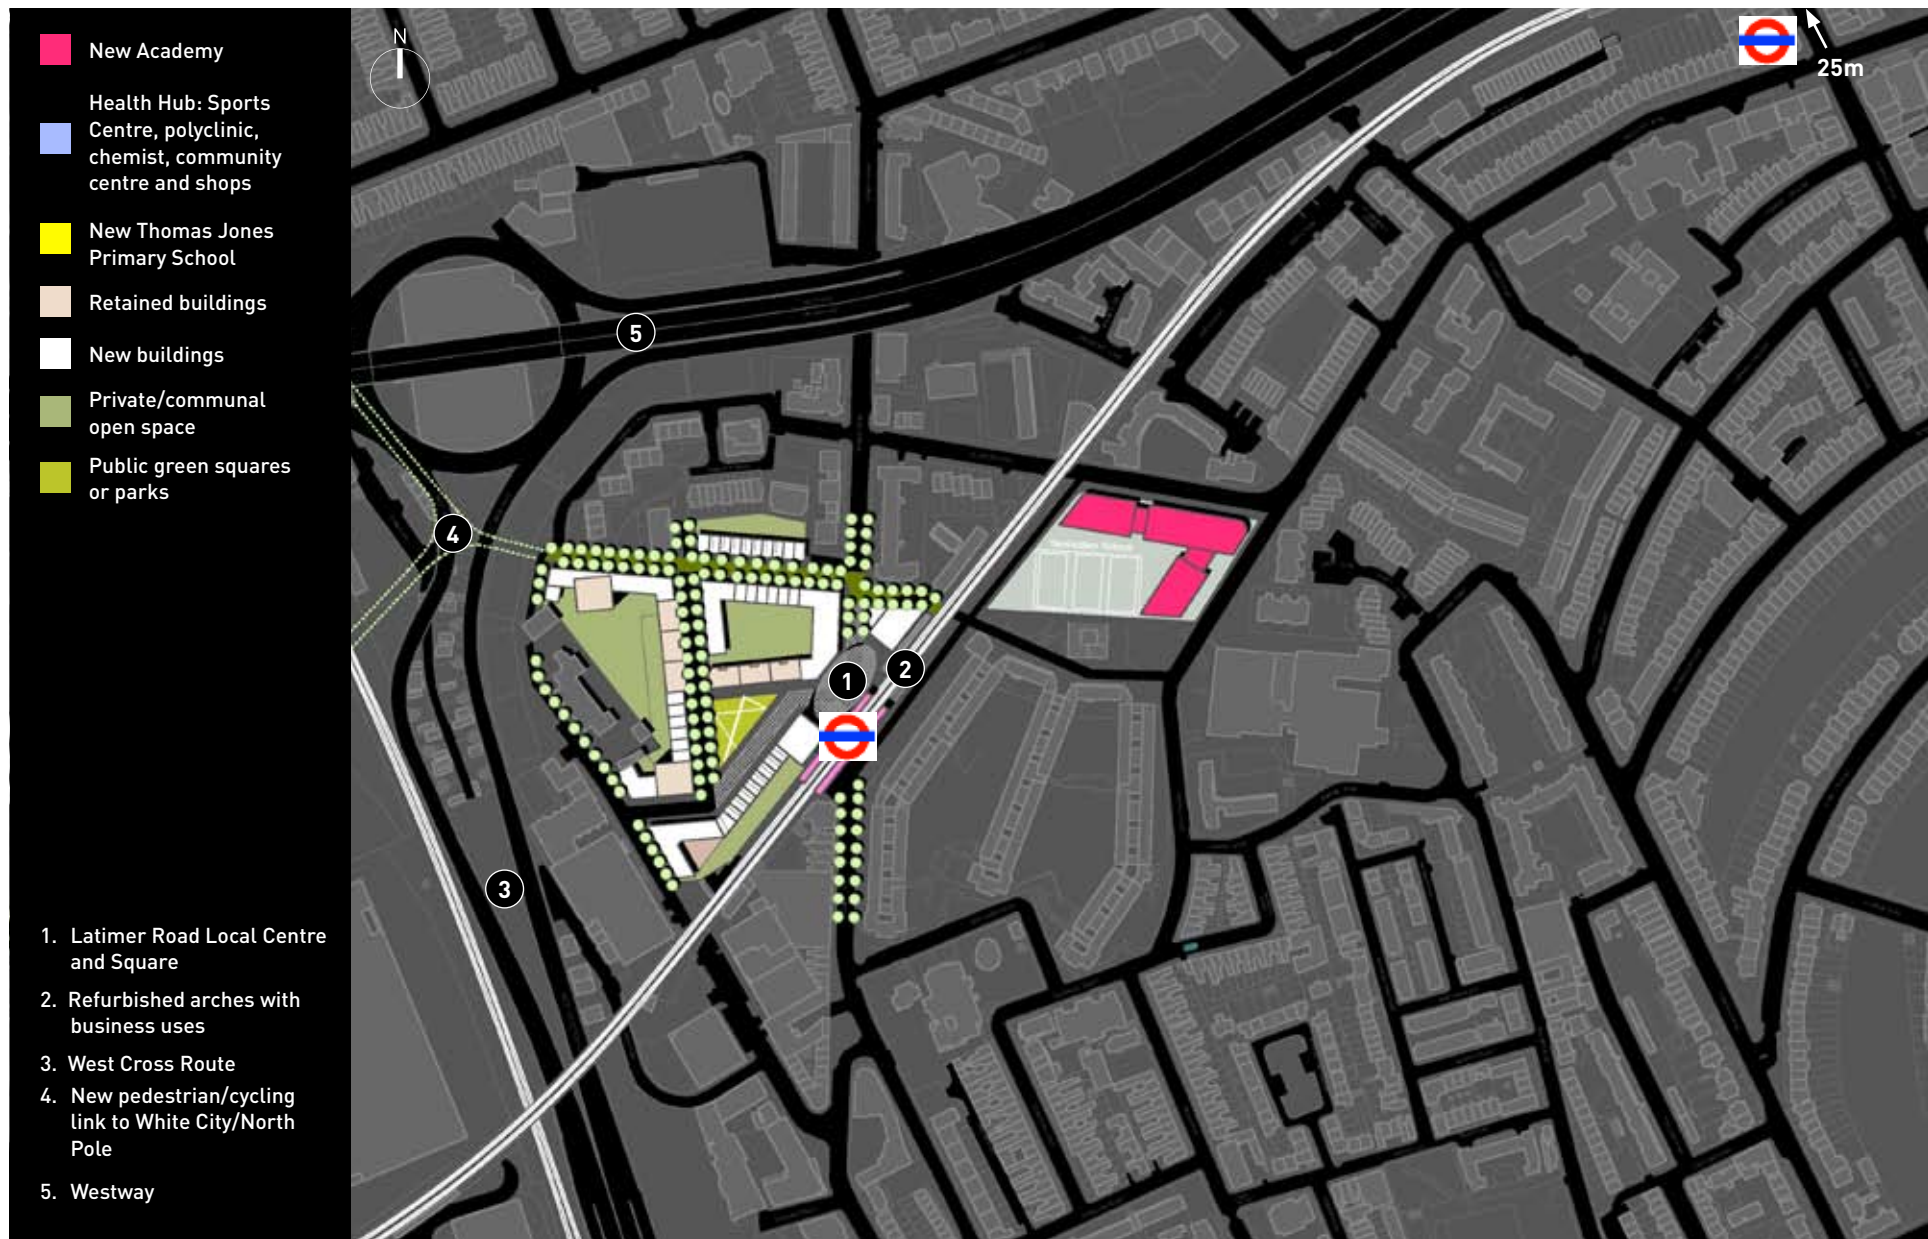 New Academy
Health Hub: Sports
Centre, polyclinic,
chemist, community
centre and shops
New Thomas Jones
Primary School
Retained buildings
New buildings
Private/communal
open space
Public green squares
or parks
1. Latimer Road Local Centre
and Square
2. Refurbished arches with
business uses
3. West Cross Route
4. New pedestrian/cycling
link to White City/North
Pole
5. Westway
N
25m
5
4
1
2
3